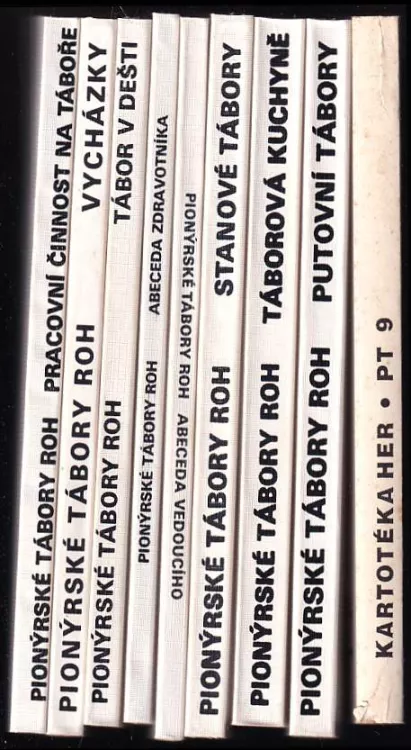 PIONÝRSKÉ TÁBORY ROH PRACOVNÍ ČINNOST NA TÁBOŘE
PIONÝRSKÉ TÁBORY ROH VYCHÁZKY
PIONÝRSKÉ TÁBORY ROH TÁBOR V DEŠTI
PIONÝRSKÉ TÁBORY ROH ABECEDA ZDRAVOTNÍKA
PIONÝRSKÉ TÁBORY ROH ABECEDA VEDOUCÍHO
PIONÝRSKÉ TÁBORY ROH STANOVÉ TÁBORY
PIONÝRSKÉ TÁBORY ROH TÁBOROVÁ KUCHYNĚ
PIONÝRSKÉ TÁBORY ROH PUTOVNÍ TÁBORY
KARTOTÉKA HER • PT 9